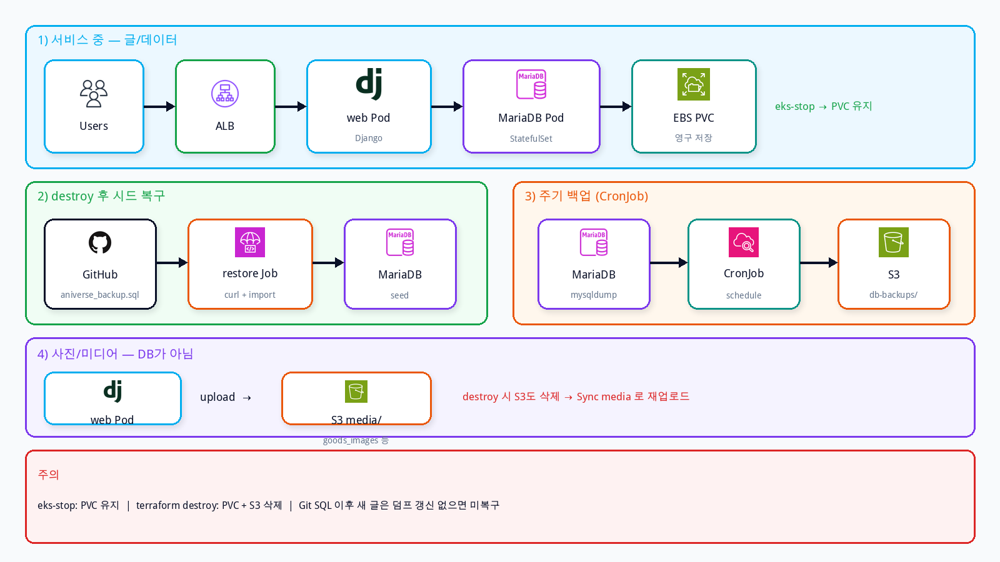 1) 서비스 중 — 글/데이터
Users
ALB
dj
web Pod
Django
MariaDB
MariaDB Pod
StatefulSet
EBS PVC
영구 저장
eks-stop → PVC 유지
2) destroy 후 시드 복구
GitHub
aniverse_backup.sql
restore Job
curl + import
MariaDB
MariaDB
seed
3) 주기 백업 (CronJob)
MariaDB
MariaDB
mysqldump
CronJob
schedule
S3
db-backups/
4) 사진/미디어 — DB가 아님
dj
web Pod
upload →
S3 media/
goods_images 등
destroy 시 S3도 삭제 → Sync media 로 재업로드
주의
eks-stop: PVC 유지 | terraform destroy: PVC + S3 삭제 | Git SQL 이후 새 글은 덤프 갱신 없으면 미복구